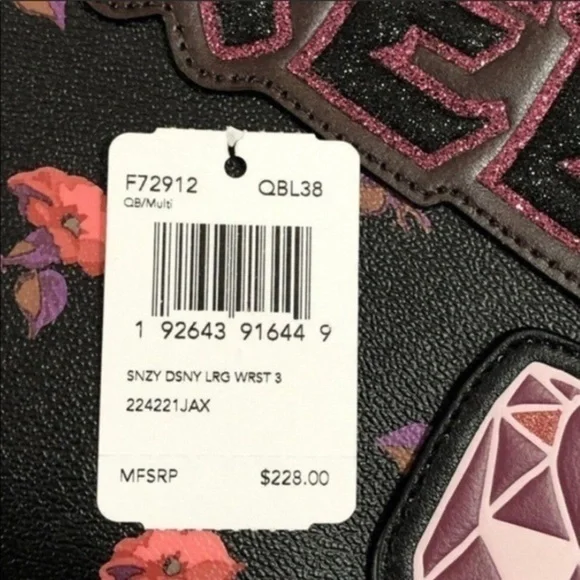 F72912 QBL38
QB/Multi
1 92643 91644 9
SNZY DSNY LRG WRST 3
224221JAX
MFSRP $228.00